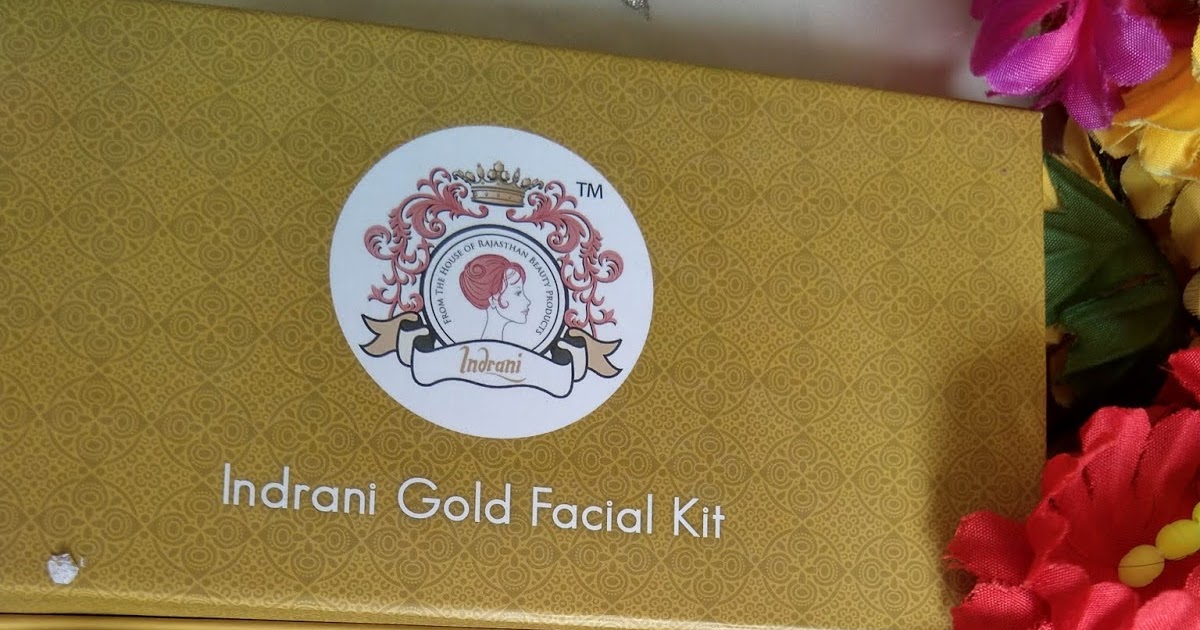 TM
From The House of Rajasthan Beauty Products
Indrani
Indrani Gold Facial Kit